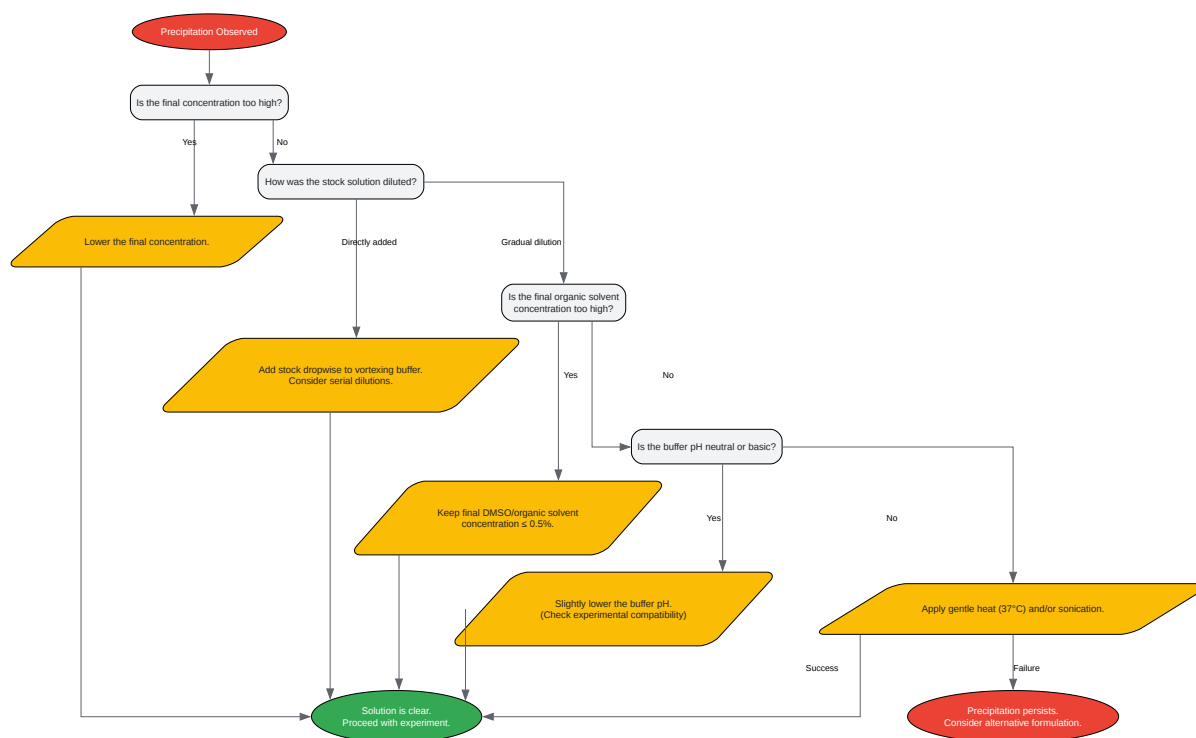 Precipitation Observed
Is the final concentration too high?
Yes
No
How was the stock solution diluted?
Lower the final concentration.
Directly added
Gradual dilution
Is the final organic solvent
concentration too high?
Add stock dropwise to vortexing buffer.
Consider serial dilutions.
Yes
No
Is the buffer pH neutral or basic?
Keep final DMSO/organic solvent
concentration ≤ 0.5%.
Yes
No
Slightly lower the buffer pH.
(Check experimental compatibility)
Apply gentle heat (37°C) and/or sonication.
Success
Failure
Solution is clear.
Proceed with experiment.
Precipitation persists.
Consider alternative formulation.